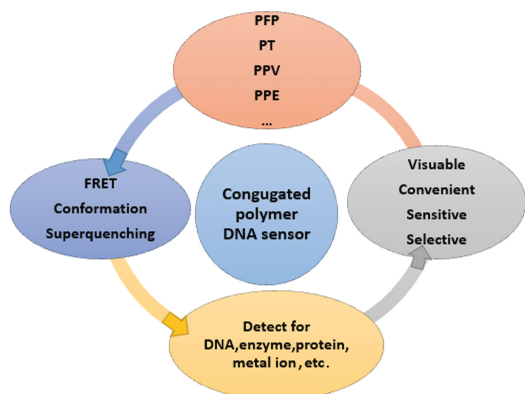 PFP
PT
PPV
PPE
...
FRET
Conformation
Superquenching
Congugated
polymer
DNA sensor
Visuable
Convenient
Sensitive
Selective
Detect for
DNA,enzyme,protein,
metal ion, etc.